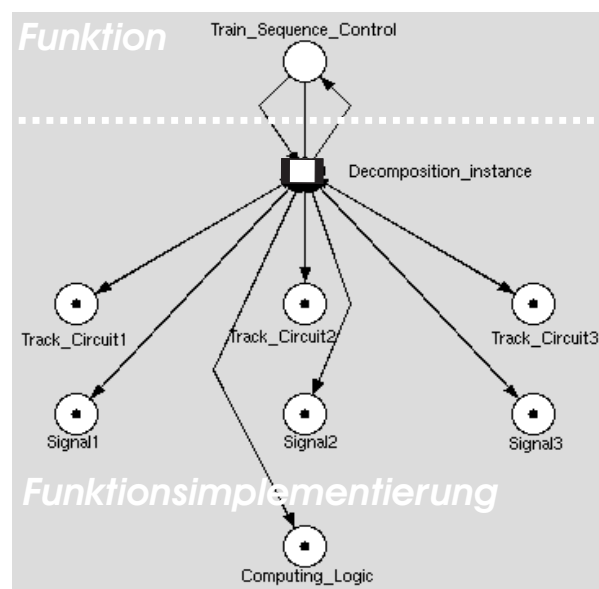 Funktion
Train_Sequence_Control
Decomposition_instance
Track_Circuit1
Track_Circuit2
Track_Circuit3
Signal1
Signal2
Signal3
Funktionsimplementierung
Computing_Logic